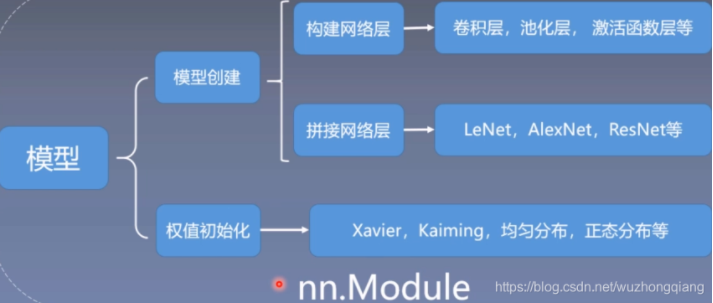 模型
模型创建
构建网络层
卷积层，池化层， 激活函数层等
拼接网络层
LeNet，AlexNet，ResNet等
权值初始化
Xavier，Kaiming，均匀分布，正态分布等
nn.Module
https://blog.csdn.net/wuzhongqiang